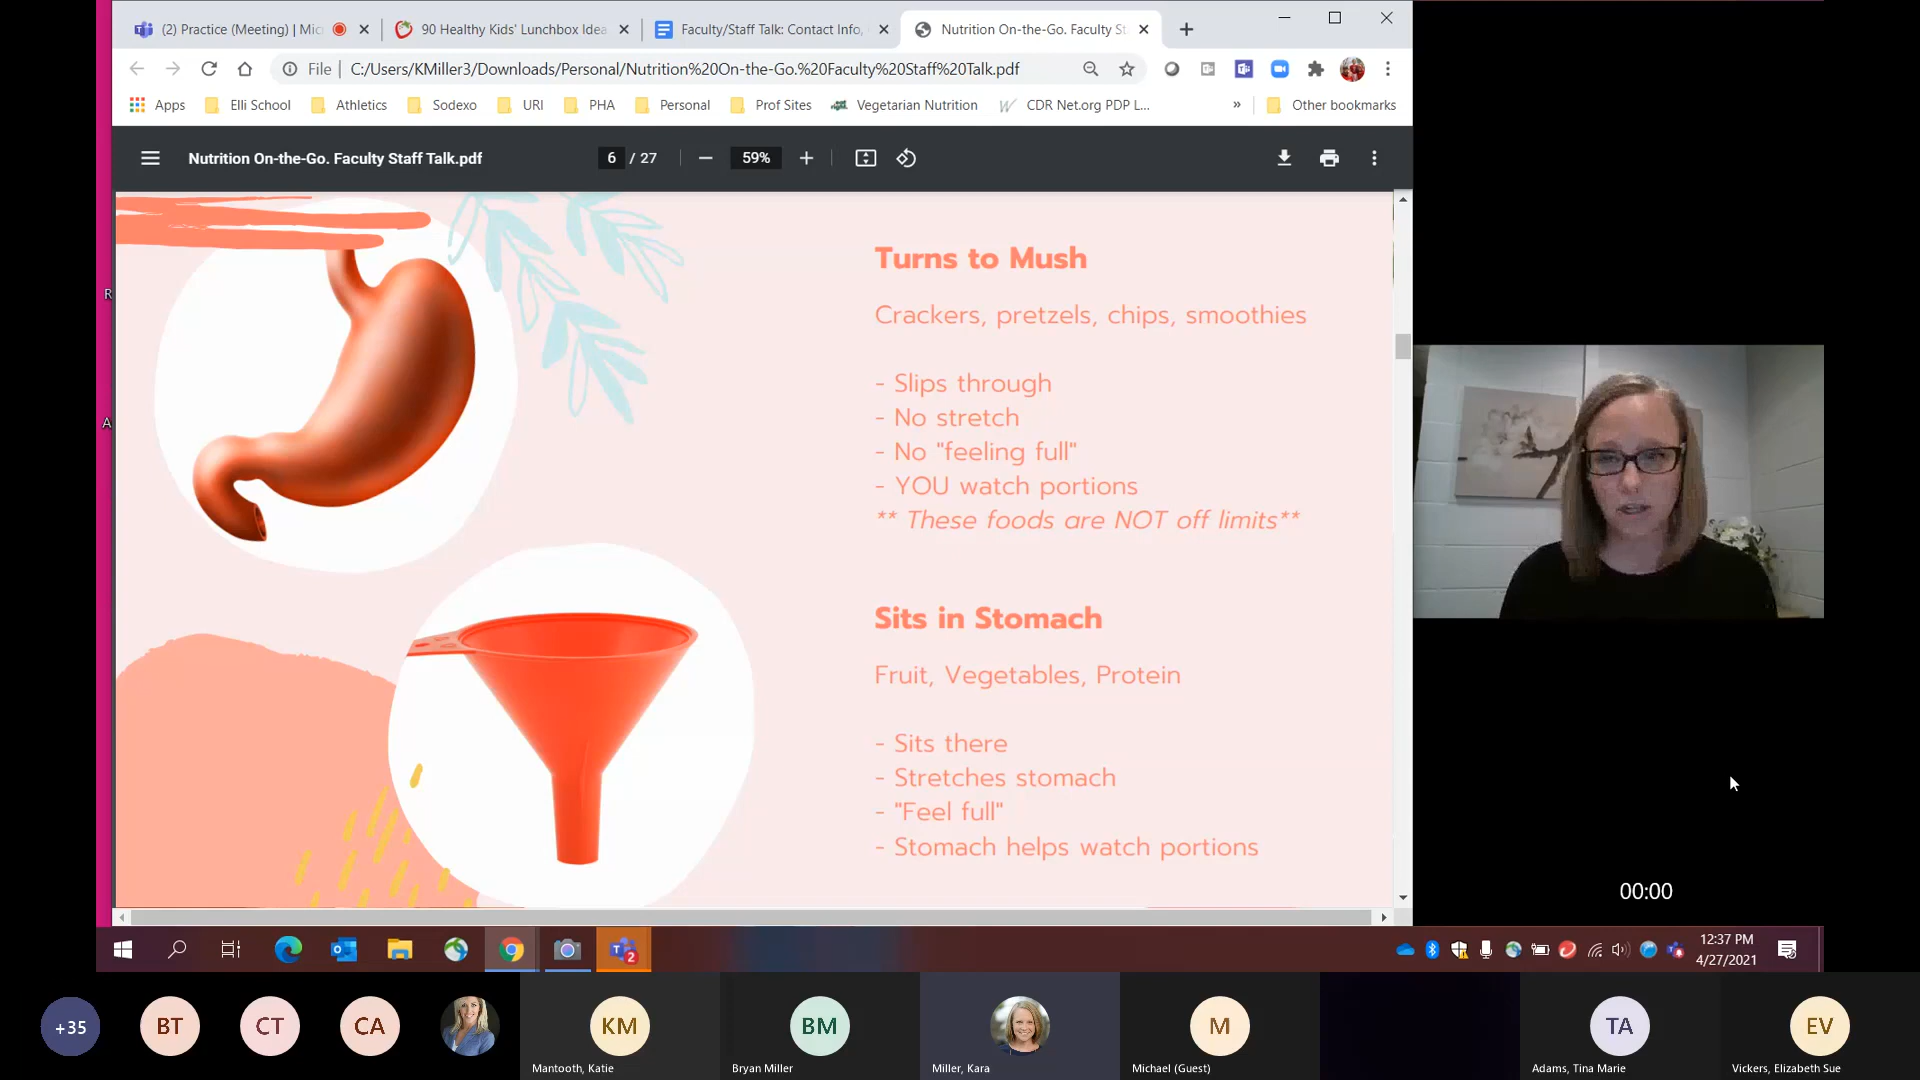 (2) Practice (Meeting) | Mic
90 Healthy Kids' Lunchbox Idea
Faculty/Staff Talk: Contact Info,
Nutrition On-the-Go. Faculty St
File
C:/Users/KMiller3/Downloads/Personal/Nutrition%20On-the-Go.%20Faculty%20Staff%20Talk.pdf
Apps
Elli School
Athletics
Sodexo
URI
PHA
Personal
Prof Sites
Vegetarian Nutrition
CDR Net.org PDP L...
»
Other bookmarks
Nutrition On-the-Go. Faculty Staff Talk.pdf
6 / 27
59%
R
A
Turns to Mush
Crackers, pretzels, chips, smoothies
- Slips through
- No stretch
- No "feeling full"
- YOU watch portions
** These foods are NOT off limits**
Sits in Stomach
Fruit, Vegetables, Protein
- Sits there
- Stretches stomach
- "Feel full"
- Stomach helps watch portions
00:00
12:37 PM
4/27/2021
+35
BT
CT
CA
KM
Mantooth, Katie
BM
Bryan Miller
Miller, Kara
M
Michael (Guest)
TA
Adams, Tina Marie
EV
Vickers, Elizabeth Sue